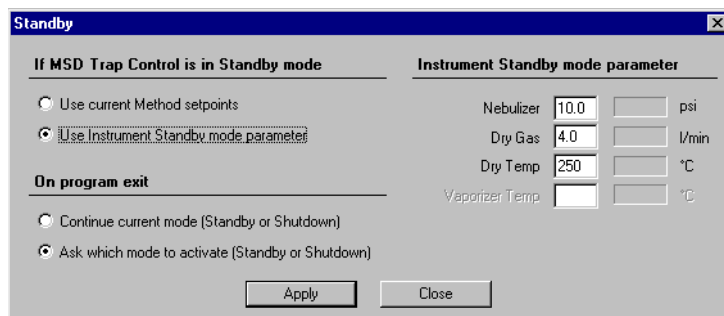 Standby
If MSD Trap Control is in Standby mode
Use current Method setpoints
Use Instrument Standby mode parameter
On program exit
Continue current mode (Standby or Shutdown)
Ask which mode to activate (Standby or Shutdown)
Instrument Standby mode parameter
Nebulizer 10.0 psi
Dry Gas 4.0 l/min
Dry Temp 250 °C
Vaporizer Temp °C
Apply Close